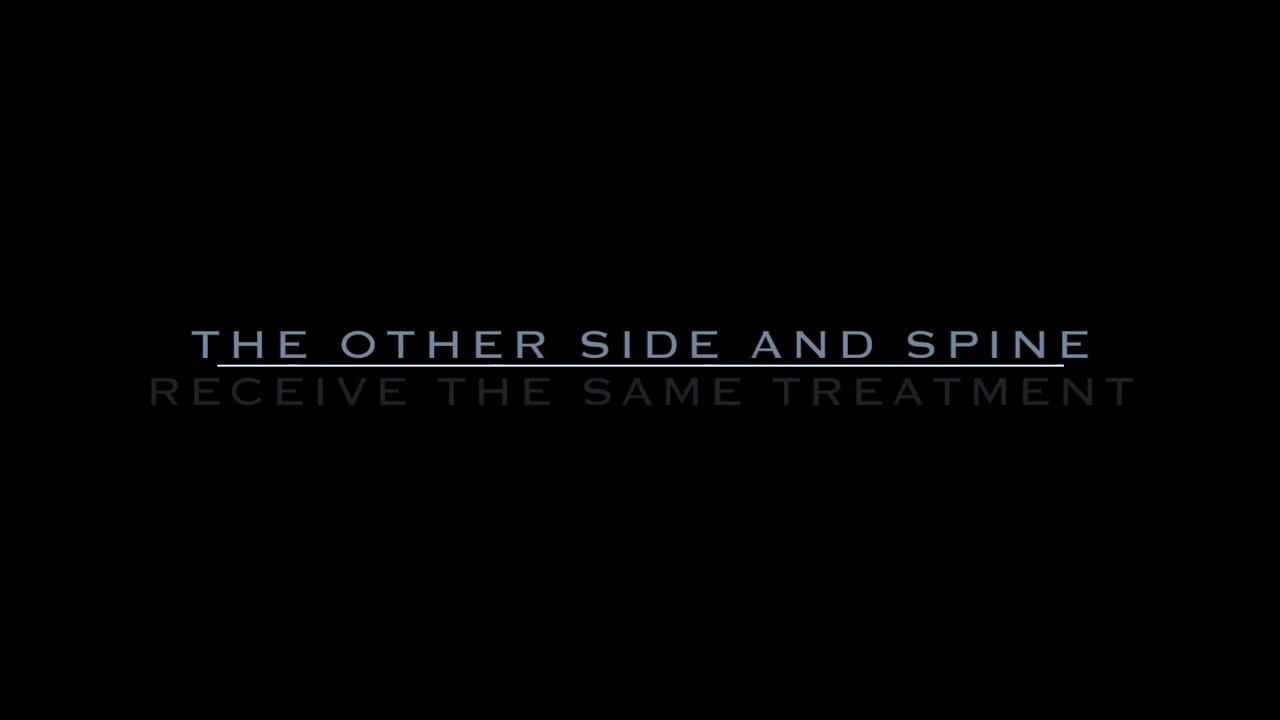 THE OTHER SIDE AND SPINE
RECEIVE THE SAME TREATMENT